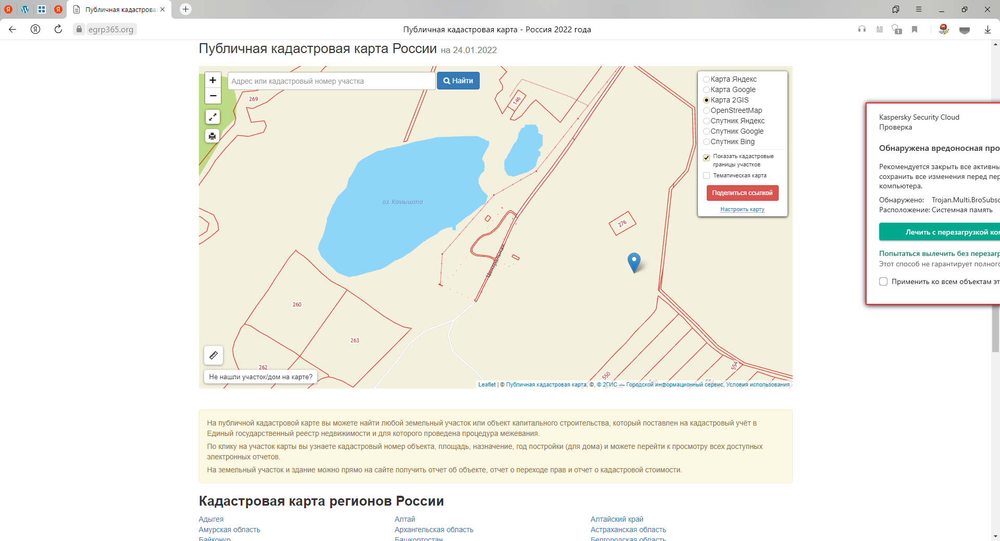 Публичная кадастрова
egrp365.org
Публичная кадастровая карта - Россия 2022 года
1
Публичная кадастровая карта России на 24.01.2022
+
−
Адрес или кадастровый номер участка
Найти
Карта Яндекс
Карта Google
Карта 2GIS
OpenStreetMap
Спутник Яндекс
Спутник Google
Спутник Bing
Показать кадастровые
границы участков
Тематическая карта
Поделиться ссылкой
Настроить карту
269
146
оз. Камышта
276
Центральная
260
263
262
550
554
Не нашли участок/дом на карте?
Leaflet | © Публичная кадастровая карта, ©, © 2ГИС — Городской информационный сервис, Условия использования
Kaspersky Security Cloud
Проверка
Обнаружена вредоносная про
Рекомендуется закрыть все активны
сохранить все изменения перед пер
компьютера.
Обнаружено: Trojan.Multi.BroSubsc
Расположение: Системная память
Лечить с перезагрузкой ком
Попытаться вылечить без перезагр
Этот способ не гарантирует полног
Применить ко всем объектам эт
На публичной кадастровой карте вы можете найти любой земельный участок или объект капитального строительства, который поставлен на кадастровый учёт в
Единый государственный реестр недвижимости и для которого проведена процедура межевания.
По клику на участок карты вы узнаете кадастровый номер объекта, площадь, назначение, год постройки (для дома) и можете перейти к просмотру всех доступных
электронных отчетов.
На земельный участок и здание можно прямо на сайте получить отчет об объекте, отчет о переходе прав и отчет о кадастровой стоимости.
Кадастровая карта регионов России
Адыгея Алтай Алтайский край
Амурская область Архангельская область Астраханская область
Байконур Башкортостан Белгородская область